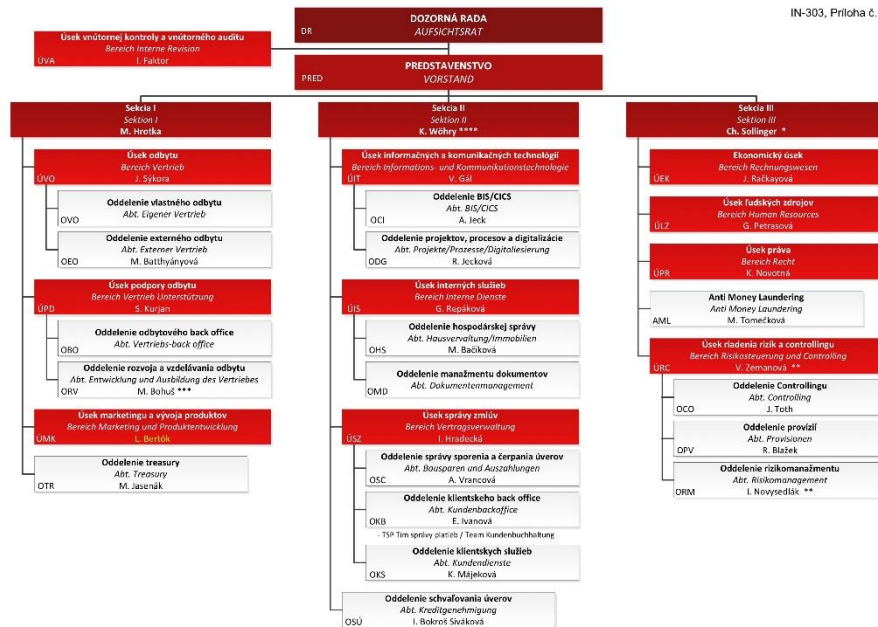 IN-303, Príloha č.
DOZORNÁ RADA
DR
AUFSICHTSRAT
Úsek vnútornej kontroly a vnútorného auditu
Bereich Interne Revision
ÚVA
I. Faktor
PREDSTAVENSTVO
PRED
VORSTAND
Sekcia I
Sektion I
M. Hrotka
Úsek odbytu
Bereich Vertrieb
ÚVO
J. Sýkora
Oddelenie vlastného odbytu
Abt. Eigener Vertrieb
OVO
Oddelenie externého odbytu
Abt. Externer Vertrieb
OEO
M. Batthyányová
Úsek podpory odbytu
Bereich Vertrieb Unterstützung
ÚPD
S. Kurjan
Oddelenie odbytového back office
Abt. Vertriebs-back office
OBO
Oddelenie rozvoja a vzdelávania odbytu
Abt. Entwicklung und Ausbildung des Vertriebes
ORV
M. Bohuš ***
Úsek marketingu a vývoja produktov
Bereich Marketing und Produktentwicklung
ÚMK
L. Bertók
Oddelenie treasury
Abt. Treasury
OTR
M. Jasenák
Sekcia II
Sektion II
K. Wöhry ****
Úsek informačných a komunikačných technológií
Bereich Informations- und Kommunikationstechnologie
ÚIT
V. Gál
Oddelenie BIS/CICS
Abt. BIS/CICS
OCI
A. Jeck
Oddelenie projektov, procesov a digitalizácie
Abt. Projekte/Prozesse/Digitoliesierung
ODG
R. Jecková
Úsek interných služieb
Bereich Interne Dienste
ÚIS
G. Repáková
Oddelenie hospodárskej správy
Abt. Hausverwaltung/Immobilien
OHS
M. Bačíková
Oddelenie manažmentu dokumentov
Abt. Dokumentenmanagement
OMD
Úsek správy zmlúv
Bereich Vertragsverwaltung
ÚSZ
I. Hradecká
Oddelenie správy sporenia a čerpania úverov
Abt. Bausparen und Auszahlungen
OSC
A. Vrancová
Oddelenie klientskeho back office
Abt. Kundenbackoffice
OKB
E. Ivanová
- TSP Tím správy platieb / Team Kundenbuchhaltung
Oddelenie klientskych služieb
Abt. Kundendienste
OKS
K. Májeková
Oddelenie schvaľovania úverov
Abt. Kreditgenehmigung
OSÚ
I. Bokroš Siváková
Sekcia III
Sektion III
Ch. Sollinger *
Ekonomický úsek
Bereich Rechnungswesen
ÚEK
J. Račkayová
Úsek ľudských zdrojov
Bereich Human Resources
ÚLZ
G. Petrasová
Úsek práva
Bereich Recht
ÚPR
K. Novotná
Anti Money Laundering
Anti Money Laundering
AML
M. Tomečková
Úsek riadenia rizík a controllingu
Bereich Risikosteuerung und Controlling
ÚRC
V. Zemanová **
Oddelenie Controllingu
Abt. Controlling
OCO
J. Toth
Oddelenie provízií
Abt. Provisionen
OPV
R. Blažek
Oddelenie rizikomanažmentu
Abt. Risikomanagement
ORM
I. Novysedlák **